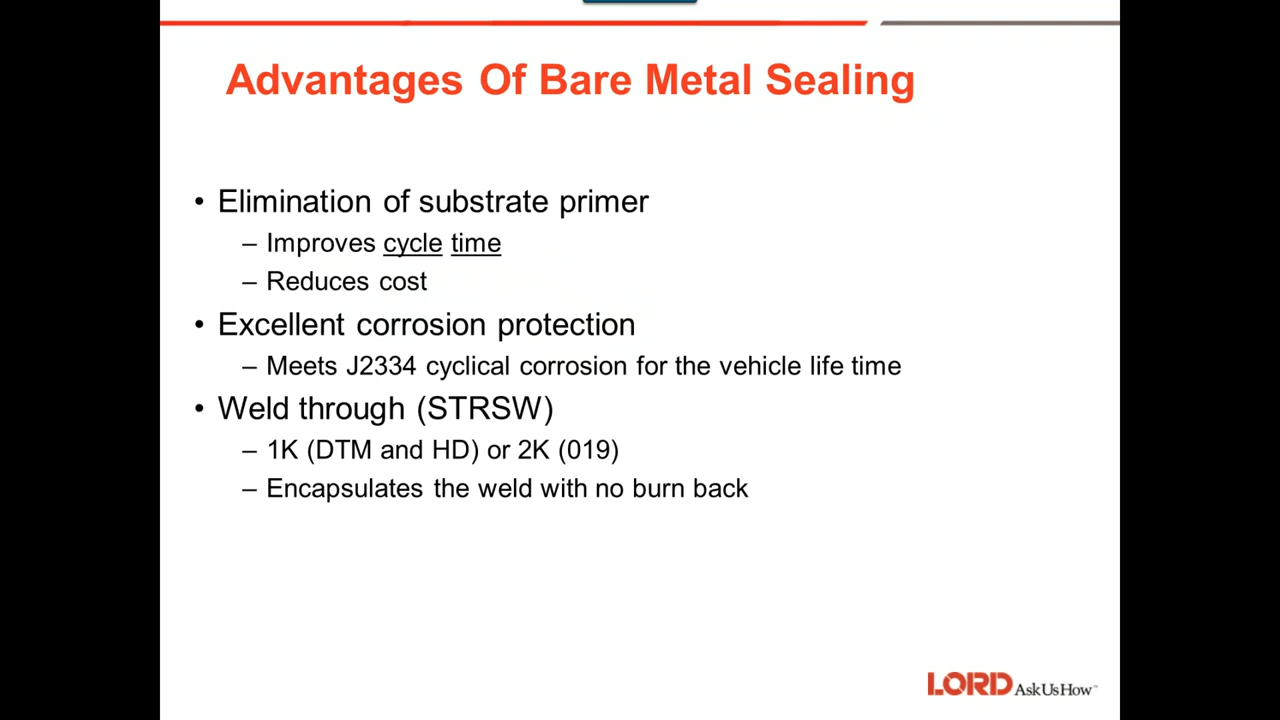 Advantages Of Bare Metal Sealing
• Elimination of substrate primer
– Improves cycle time
– Reduces cost
• Excellent corrosion protection
– Meets J2334 cyclical corrosion for the vehicle life time
• Weld through (STRSW)
– 1K (DTM and HD) or 2K (019)
– Encapsulates the weld with no burn back
LORD AskUsHow™